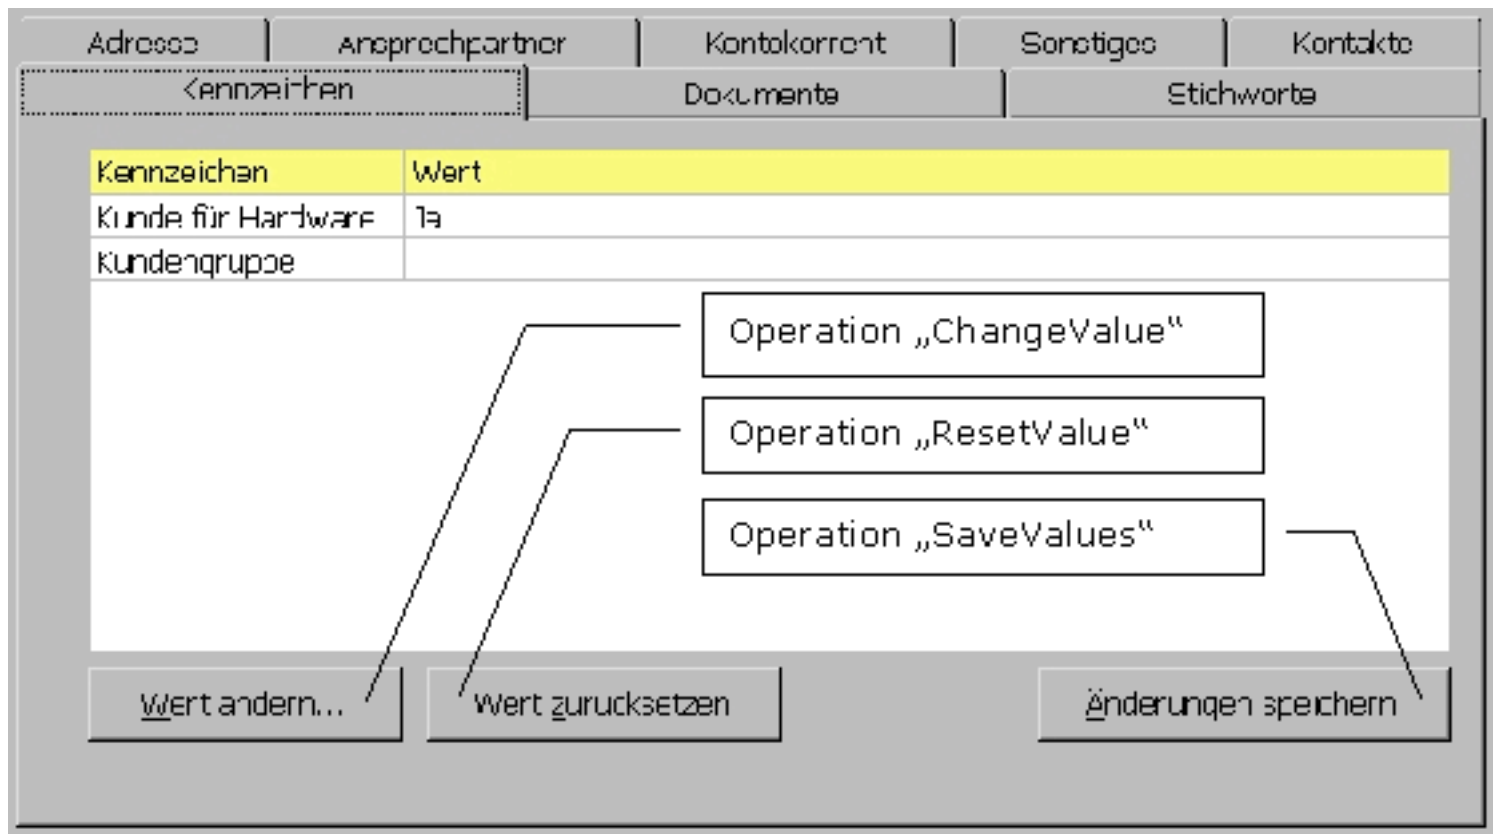 Adresse Ansprechpartner Kontokorrent Sonstiges Kontakte
Kennzeichen Dokumente Stichworte
Kennzeichen Wert
Kunde für Hardware Ja
Kundengruppe
Operation „ChangeValue“
Operation „ResetValue“
Operation „SaveValues“
Wert ändern... Wert zurücksetzen Änderungen speichern